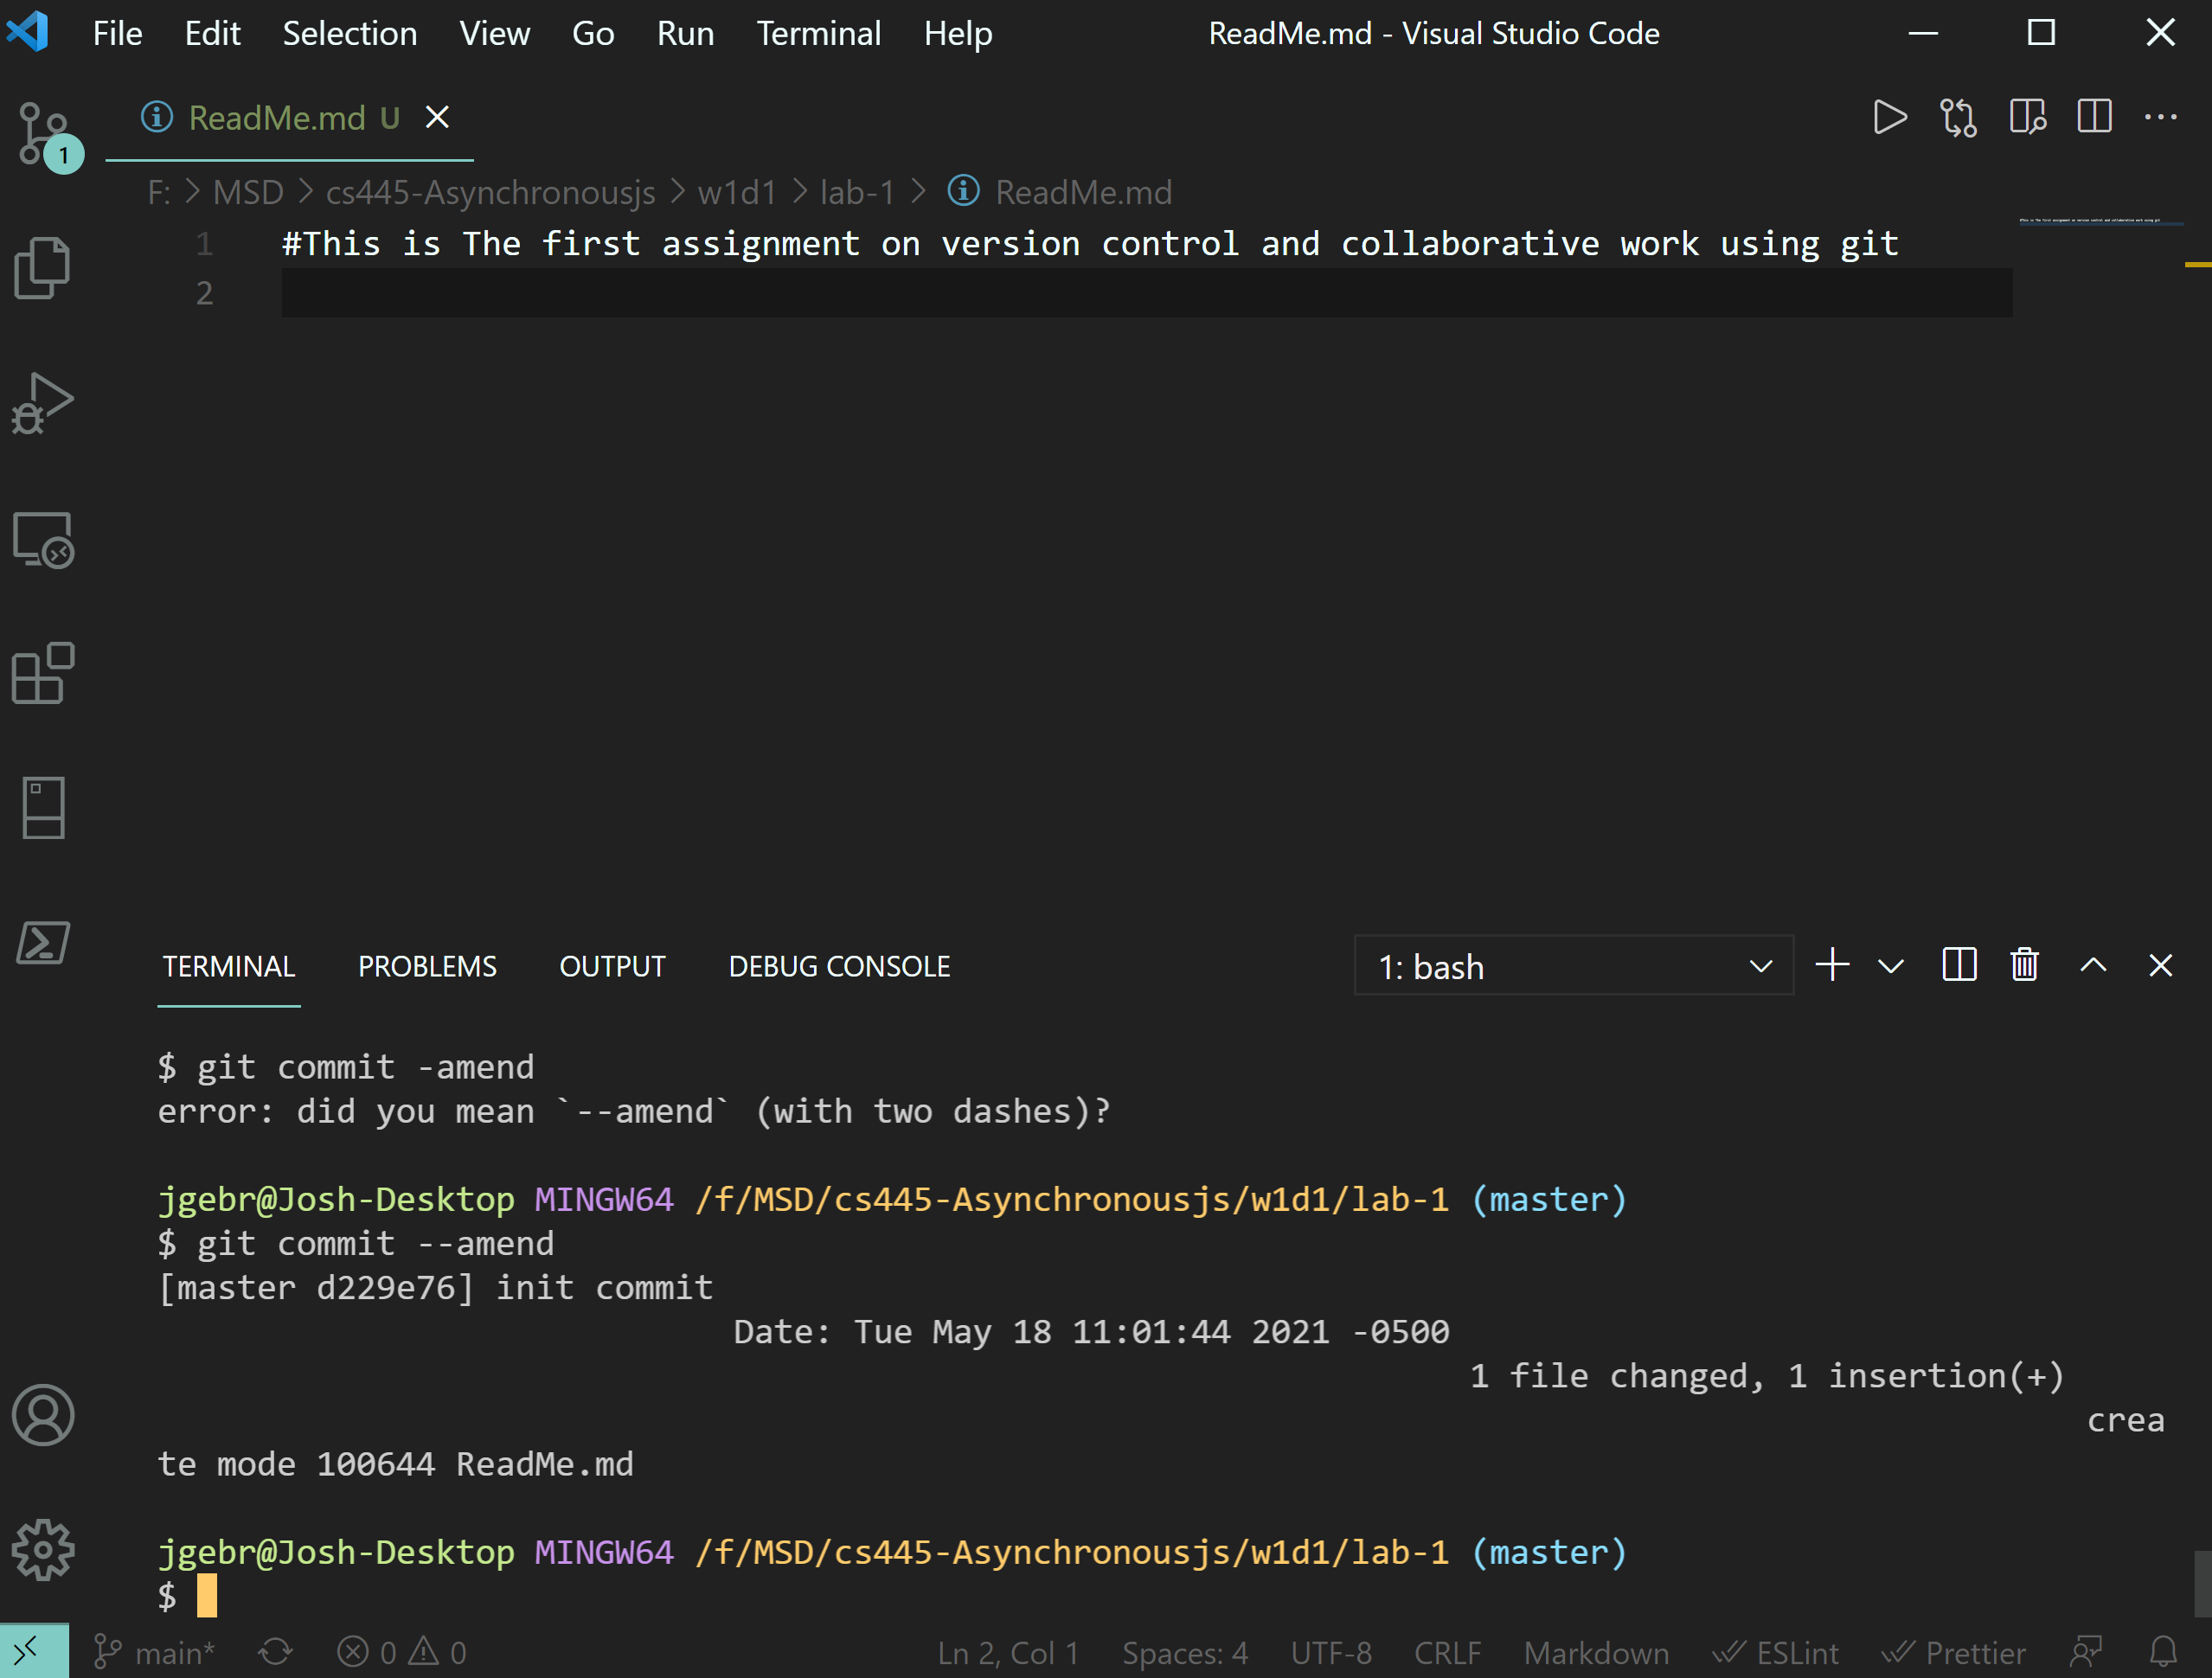 File Edit Selection View Go Run Terminal Help ReadMe.md - Visual Studio Code
ReadMe.md U
1
F: > MSD > cs445-Asynchronousjs > w1d1 > lab-1 > ReadMe.md
1 #This is The first assignment on version control and collaborative work using git
2
TERMINAL PROBLEMS OUTPUT DEBUG CONSOLE 1: bash
$ git commit -amend
error: did you mean `--amend` (with two dashes)?
jgebr@Josh-Desktop MINGW64 /f/MSD/cs445-Asynchronousjs/w1d1/lab-1 (master)
$ git commit --amend
[master d229e76] init commit
Date: Tue May 18 11:01:44 2021 -0500
1 file changed, 1 insertion(+)
crea
te mode 100644 ReadMe.md
jgebr@Josh-Desktop MINGW64 /f/MSD/cs445-Asynchronousjs/w1d1/lab-1 (master)
$
main* 0 0 Ln 2, Col 1 Spaces: 4 UTF-8 CRLF Markdown ESLint Prettier